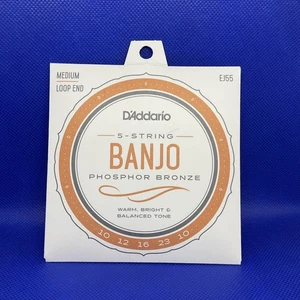 MEDIUM
LOOP END
EJ55
D'Addario
5-STRING
BANJO
PHOSPHOR BRONZE
WARM, BRIGHT &
BALANCED TONE
10 12 16 23 10